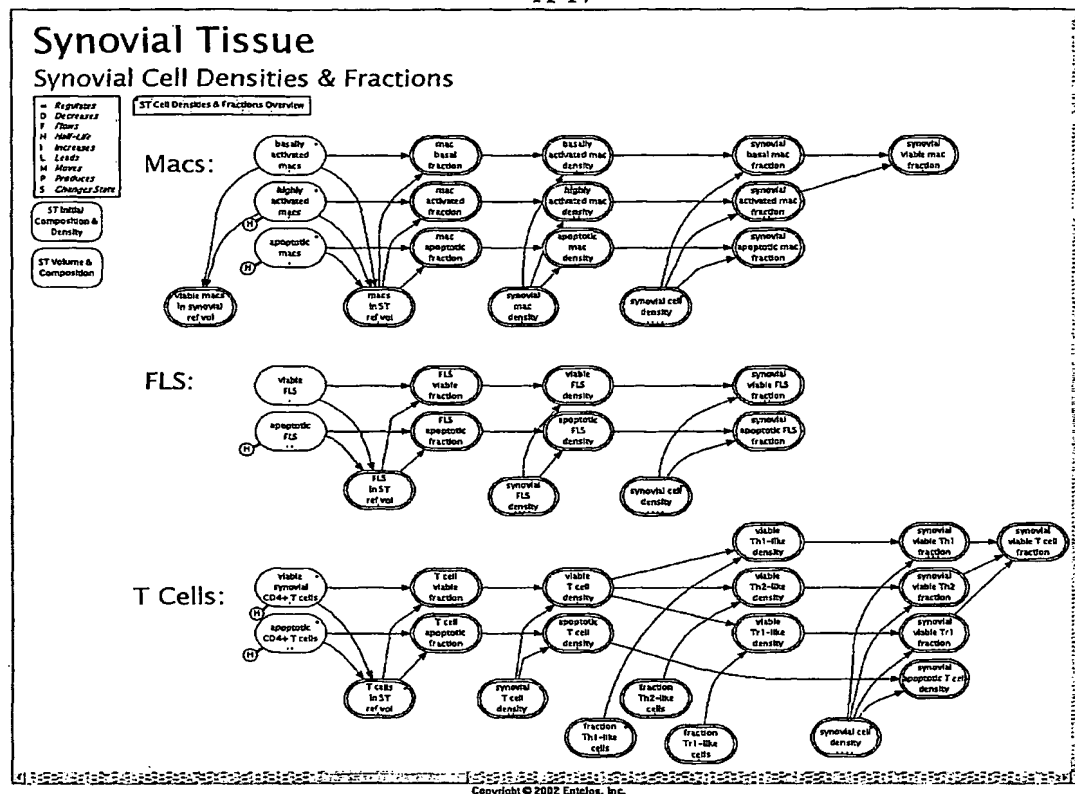 Synovial Tissue
Synovial Cell Densities & Fractions
= Regulates
D Decreases
F Flows
H Half-Life
I Increases
L Leads
M Moves
P Produces
S Changes State
ST Cell Densities & Fractions Overview
ST Initial
Composition &
Density
ST Volume &
Composition
Macs:
basally
activated
macs
mac
basal
fraction
basally
activated mac
density
synovial
basal mac
fraction
synovial
viable mac
fraction
highly
activated
macs
H
mac
activated
fraction
highly
activated mac
density
synovial
activated mac
fraction
apoptotic
macs
H
mac
apoptotic
fraction
apoptotic
mac
density
synovial
apoptotic mac
fraction
viable macs
in synovial
ref vol
macs
in ST
ref vol
synovial
mac
density
synovial cell
density
FLS:
viable
FLS
FLS
viable
fraction
viable
FLS
density
synovial
viable FLS
fraction
apoptotic
FLS
H
FLS
apoptotic
fraction
apoptotic
FLS
density
synovial
apoptotic FLS
fraction
FLS
in ST
ref vol
synovial
FLS
density
synovial cell
density
T Cells:
viable
Th1-like
density
synovial
viable Th1
fraction
synovial
viable T cell
fraction
viable
synovial
CD4+ T cells
H
T cell
viable
fraction
viable
T cell
density
viable
Th2-like
density
synovial
viable Th2
fraction
apoptotic
CD4+ T cells
H
T cell
apoptotic
fraction
apoptotic
T cell
density
viable
Tr1-like
density
synovial
viable Tr1
fraction
synovial
apoptotic T cell
density
T cells
in ST
ref vol
synovial
T cell
density
fraction
Th2-like
cells
fraction
Th1-like
cells
fraction
Tr1-like
cells
synovial cell
density
Copyright © 2002 Entelos, Inc.